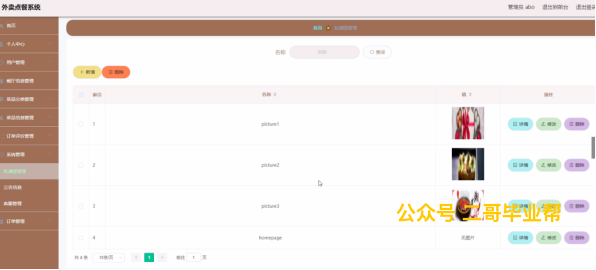 外卖点餐系统
管理员 abo 退出到前台 退出登录
首页
个人中心
用户管理
餐厅信息管理
菜品分类管理
菜品信息管理
订单评价管理
系统管理
轮播图管理
公告信息
客服管理
订单管理
首页 轮播图管理
名称 名称 查询
+ 新增 删除
索引 名称 值 操作
1 picture1 详情 修改 删除
2 picture2 详情 修改 删除
3 picture3 详情 修改 删除
4 homepage 无图片 详情 修改 删除
共 4 条 10条/页 1 前往 1 页
公众号 二哥毕业帮